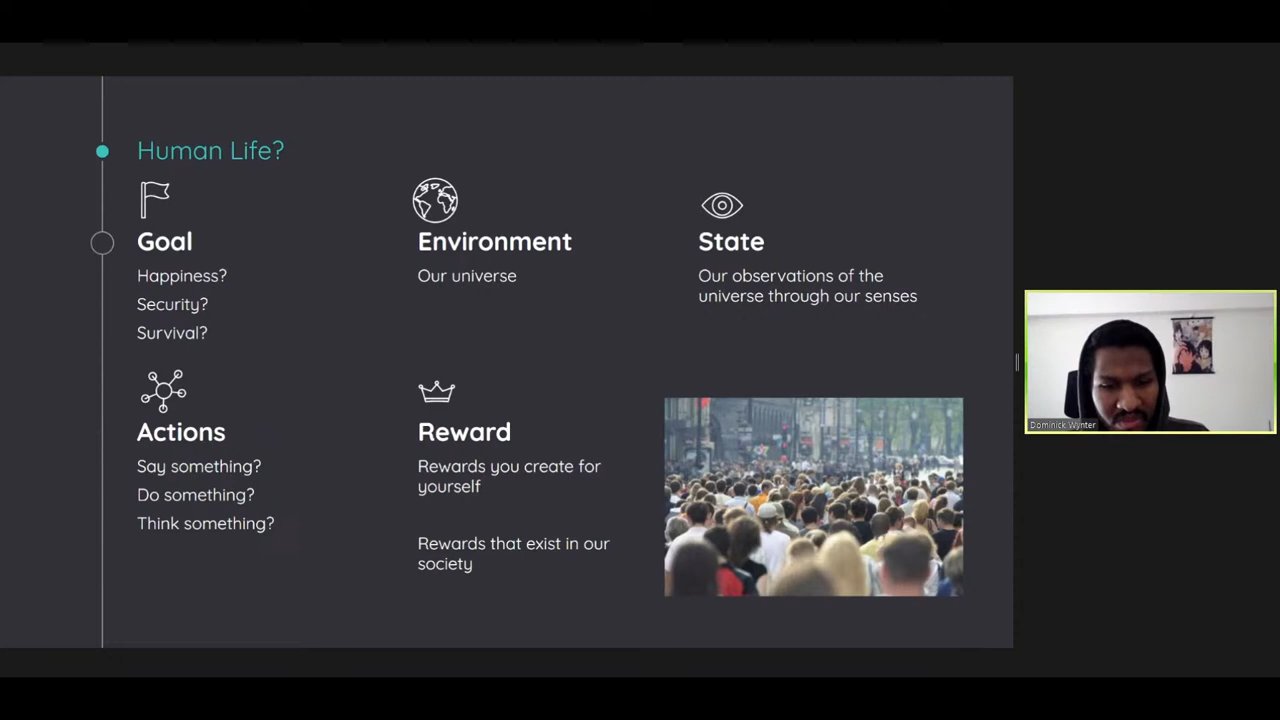 Human Life?
Goal
Happiness?
Security?
Survival?
Environment
Our universe
State
Our observations of the
universe through our senses
Actions
Say something?
Do something?
Think something?
Reward
Rewards you create for
yourself
Rewards that exist in our
society
Dominick Wynter